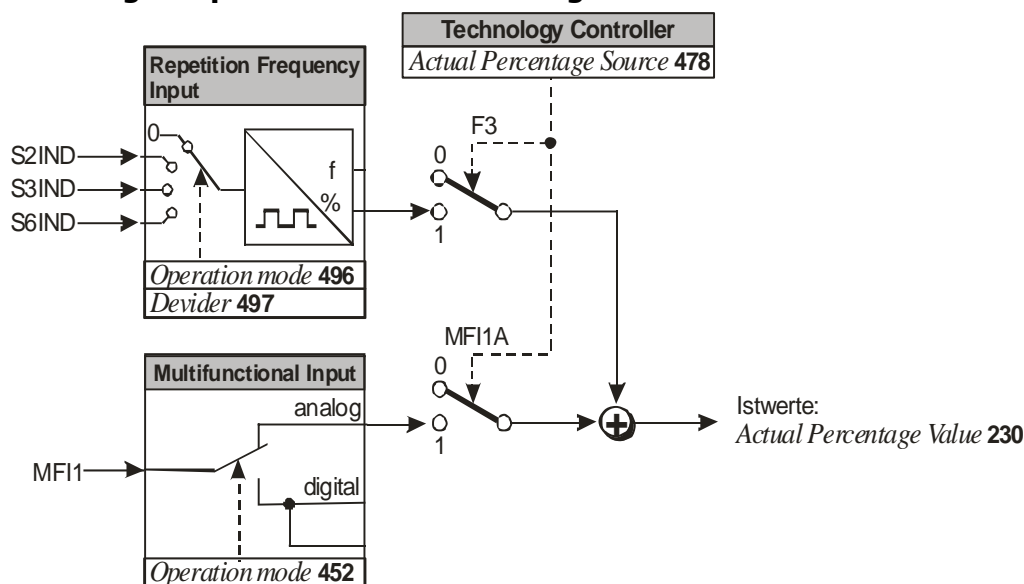 Technology Controller
Actual Percentage Source 478
Repetition Frequency
Input
0
S2IND
S3IND
S6IND
f
%
Operation mode 496
Devider 497
F3
0
1
MFI1A
0
1
Multifunctional Input
analog
MFI1
digital
Operation mode 452
+
Istwerte:
Actual Percentage Value 230